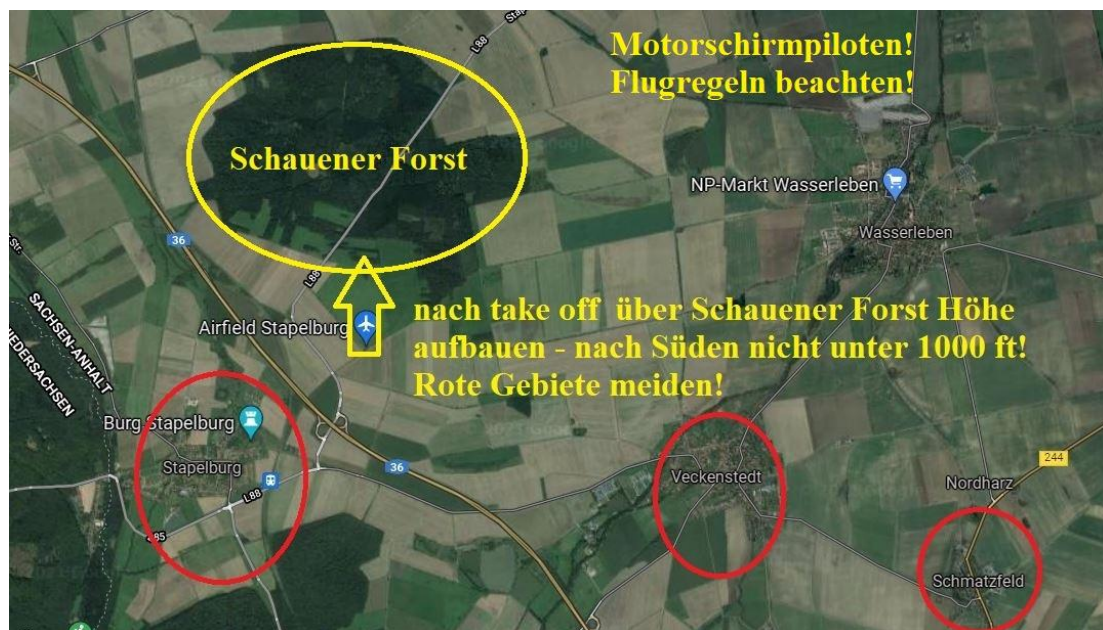 L88
Stap
Motorschirmpiloten!
Flugregeln beachten!
Schauener Forst
NP-Markt Wasserleben
Wasserleben
36
L88
SACHSEN-ANHALT
NIEDERSACHSEN
Airfield Stapelburg
nach take off über Schauener Forst Höhe
aufbauen - nach Süden nicht unter 1000 ft!
Rote Gebiete meiden!
Burg Stapelburg
Stapelburg
36
L88
L85
Veckenstedt
244
Nordharz
Schmatzfeld